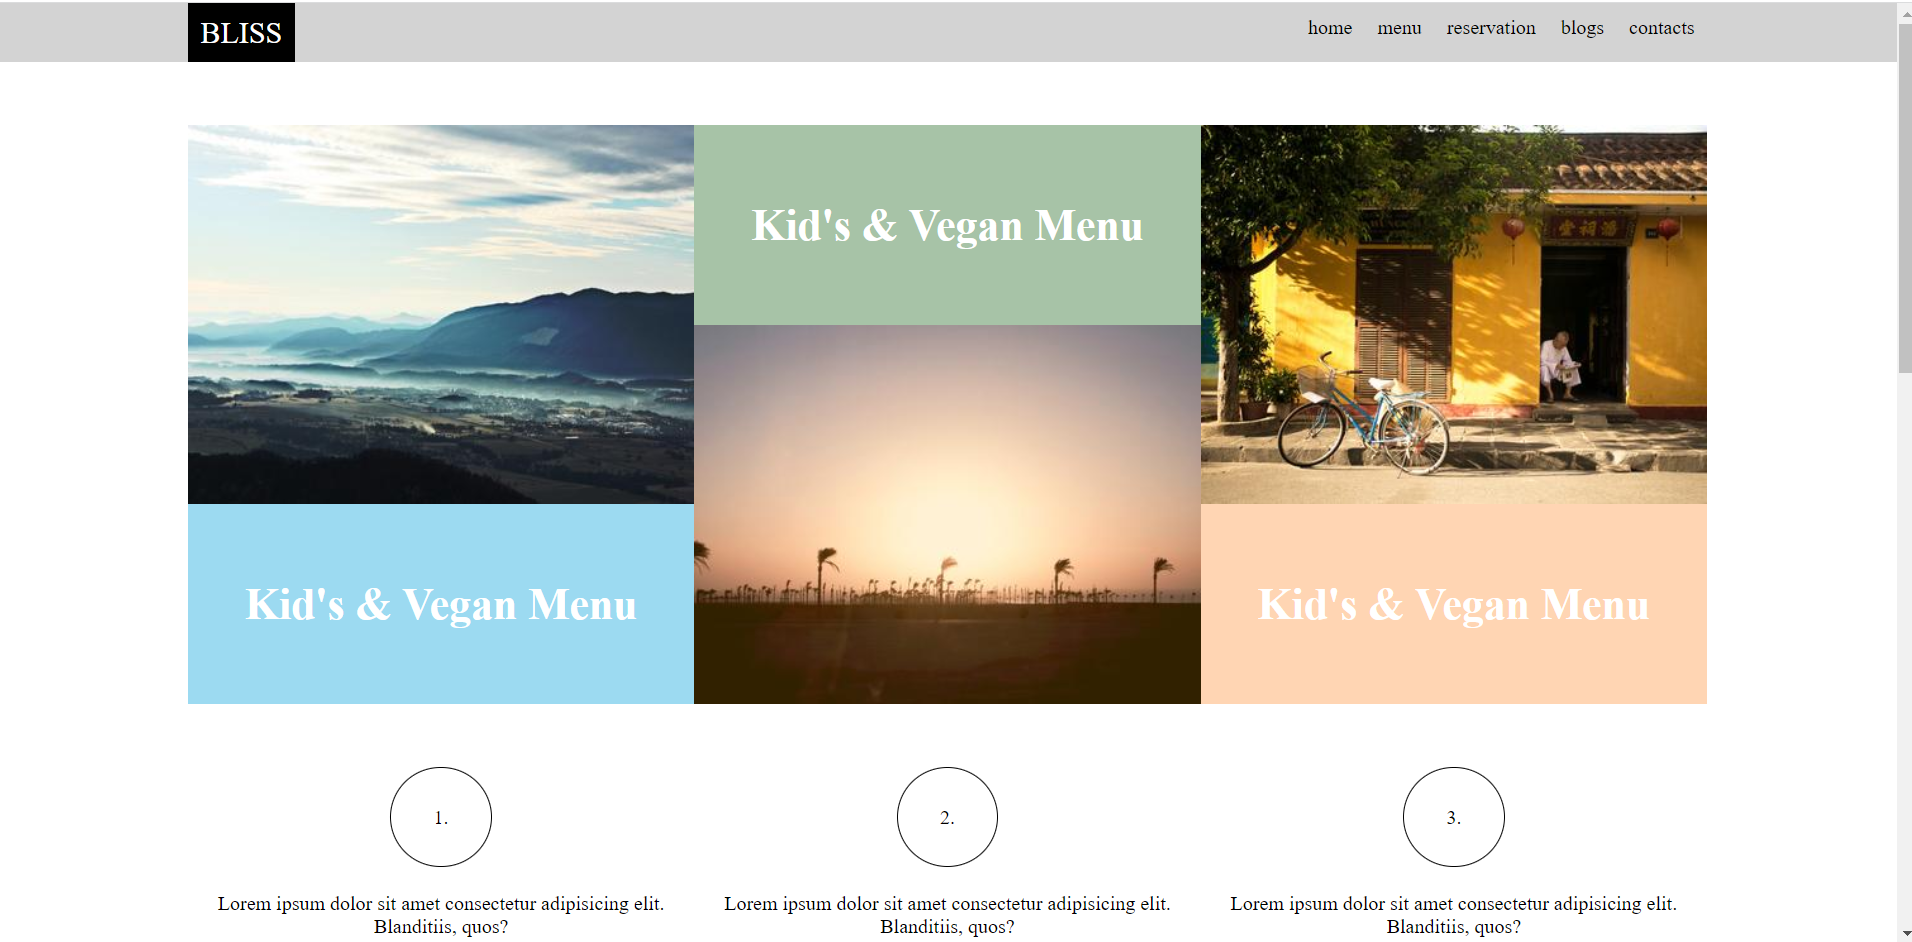 BLISS
home menu reservation blogs contacts
Kid's & Vegan Menu
Kid's & Vegan Menu
Kid's & Vegan Menu
1.
2.
3.
Lorem ipsum dolor sit amet consectetur adipisicing elit.
Blanditiis, quos?
Lorem ipsum dolor sit amet consectetur adipisicing elit.
Blanditiis, quos?
Lorem ipsum dolor sit amet consectetur adipisicing elit.
Blanditiis, quos?